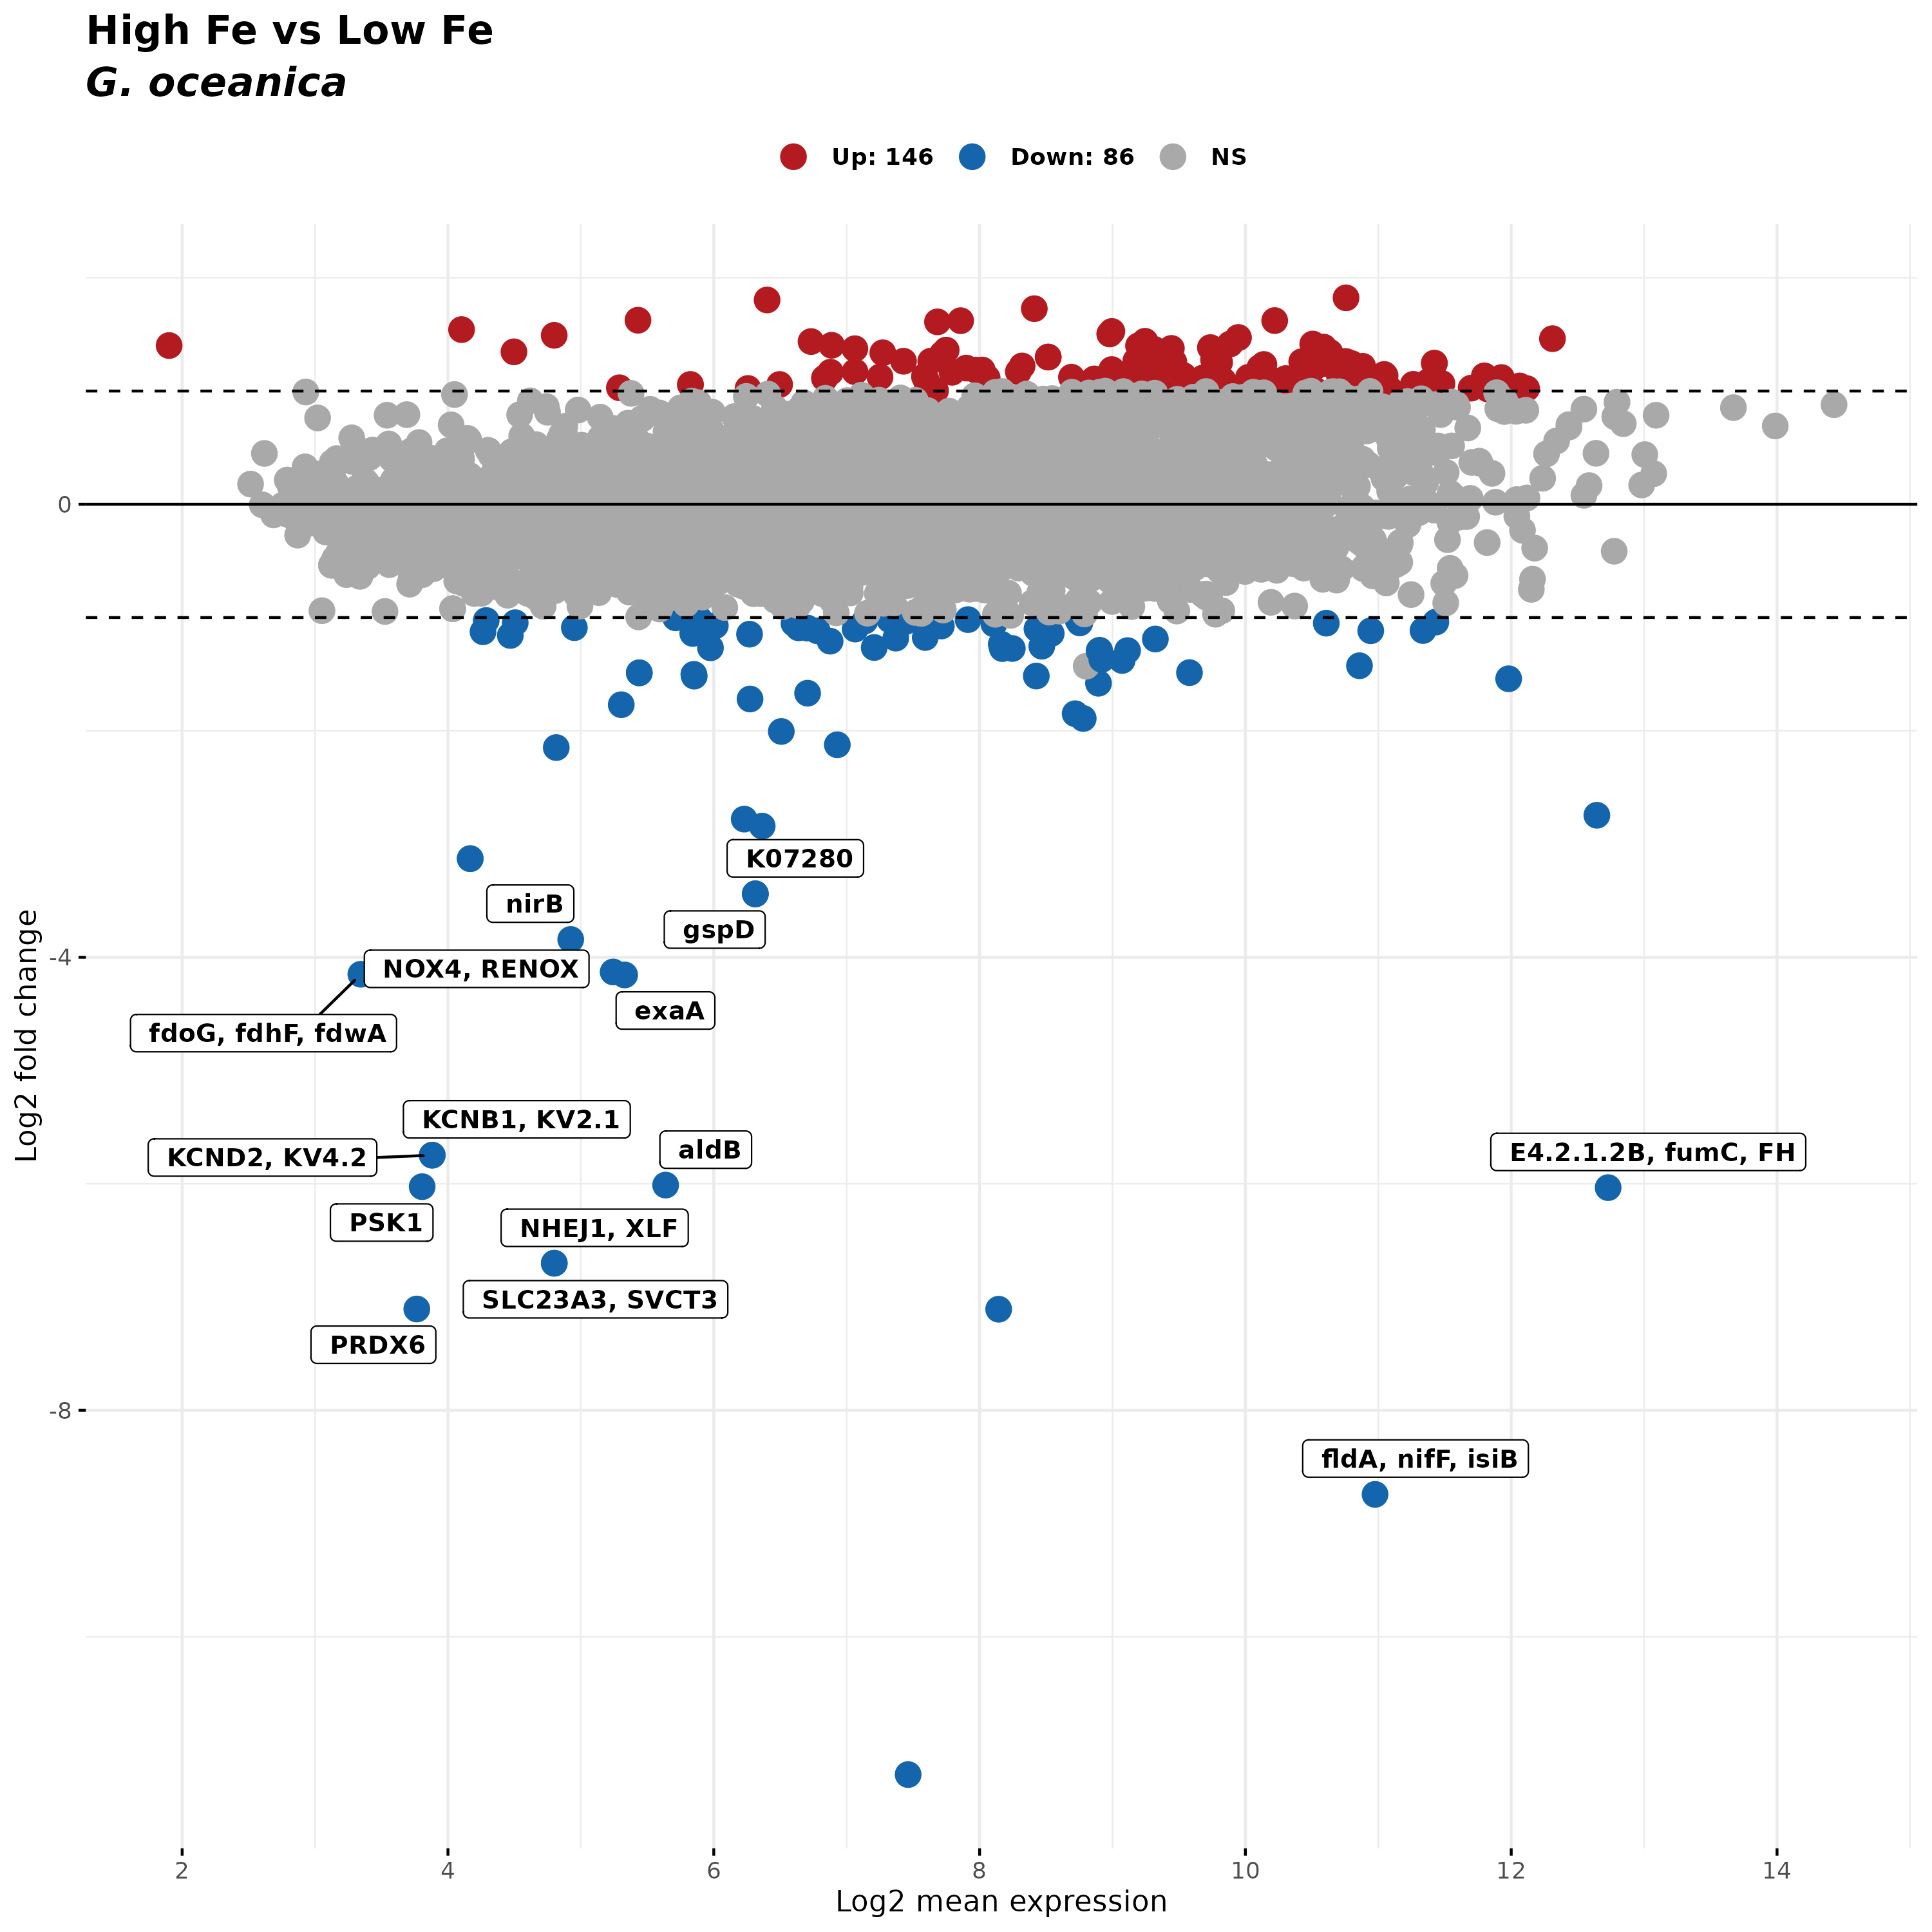 High Fe vs Low Fe
G. oceanica
Up: 146 Down: 86 NS
0
K07280
nirB
gspD
-4
NOX4, RENOX
exaA
fdoG, fdhF, fdwA
Log2 fold change
KCNB1, KV2.1
KCND2, KV4.2
aldB
E4.2.1.2B, fumC, FH
PSK1
NHEJ1, XLF
SLC23A3, SVCT3
PRDX6
-8
fldA, nifF, isiB
2 4 6 8 10 12 14
Log2 mean expression